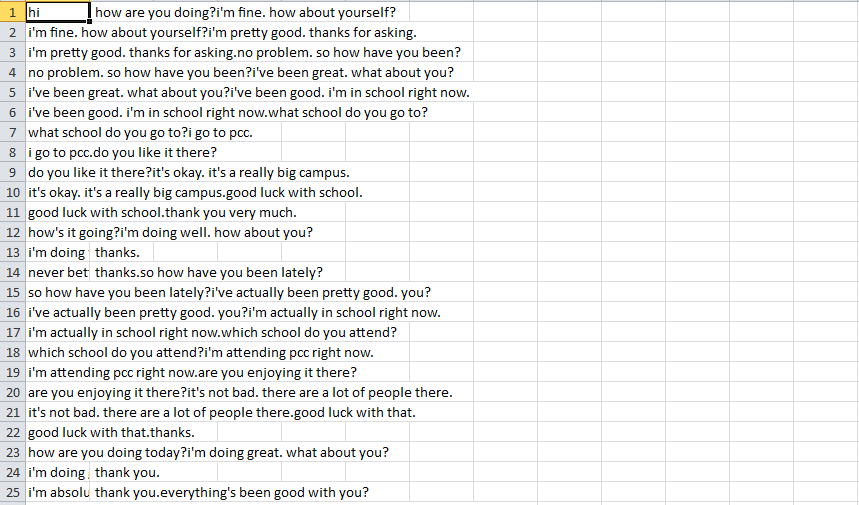 1 hi how are you doing?i'm fine. how about yourself?
2 i'm fine. how about yourself?i'm pretty good. thanks for asking.
3 i'm pretty good. thanks for asking.no problem. so how have you been?
4 no problem. so how have you been?i've been great. what about you?
5 i've been great. what about you?i've been good. i'm in school right now.
6 i've been good. i'm in school right now.what school do you go to?
7 what school do you go to?i go to pcc.
8 i go to pcc.do you like it there?
9 do you like it there?it's okay. it's a really big campus.
10 it's okay. it's a really big campus.good luck with school.
11 good luck with school.thank you very much.
12 how's it going?i'm doing well. how about you?
13 i'm doing thanks.
14 never bet thanks.so how have you been lately?
15 so how have you been lately?i've actually been pretty good. you?
16 i've actually been pretty good. you?i'm actually in school right now.
17 i'm actually in school right now.which school do you attend?
18 which school do you attend?i'm attending pcc right now.
19 i'm attending pcc right now.are you enjoying it there?
20 are you enjoying it there?it's not bad. there are a lot of people there.
21 it's not bad. there are a lot of people there.good luck with that.
22 good luck with that.thanks.
23 how are you doing today?i'm doing great. what about you?
24 i'm doing thank you.
25 i'm absolu thank you.everything's been good with you?